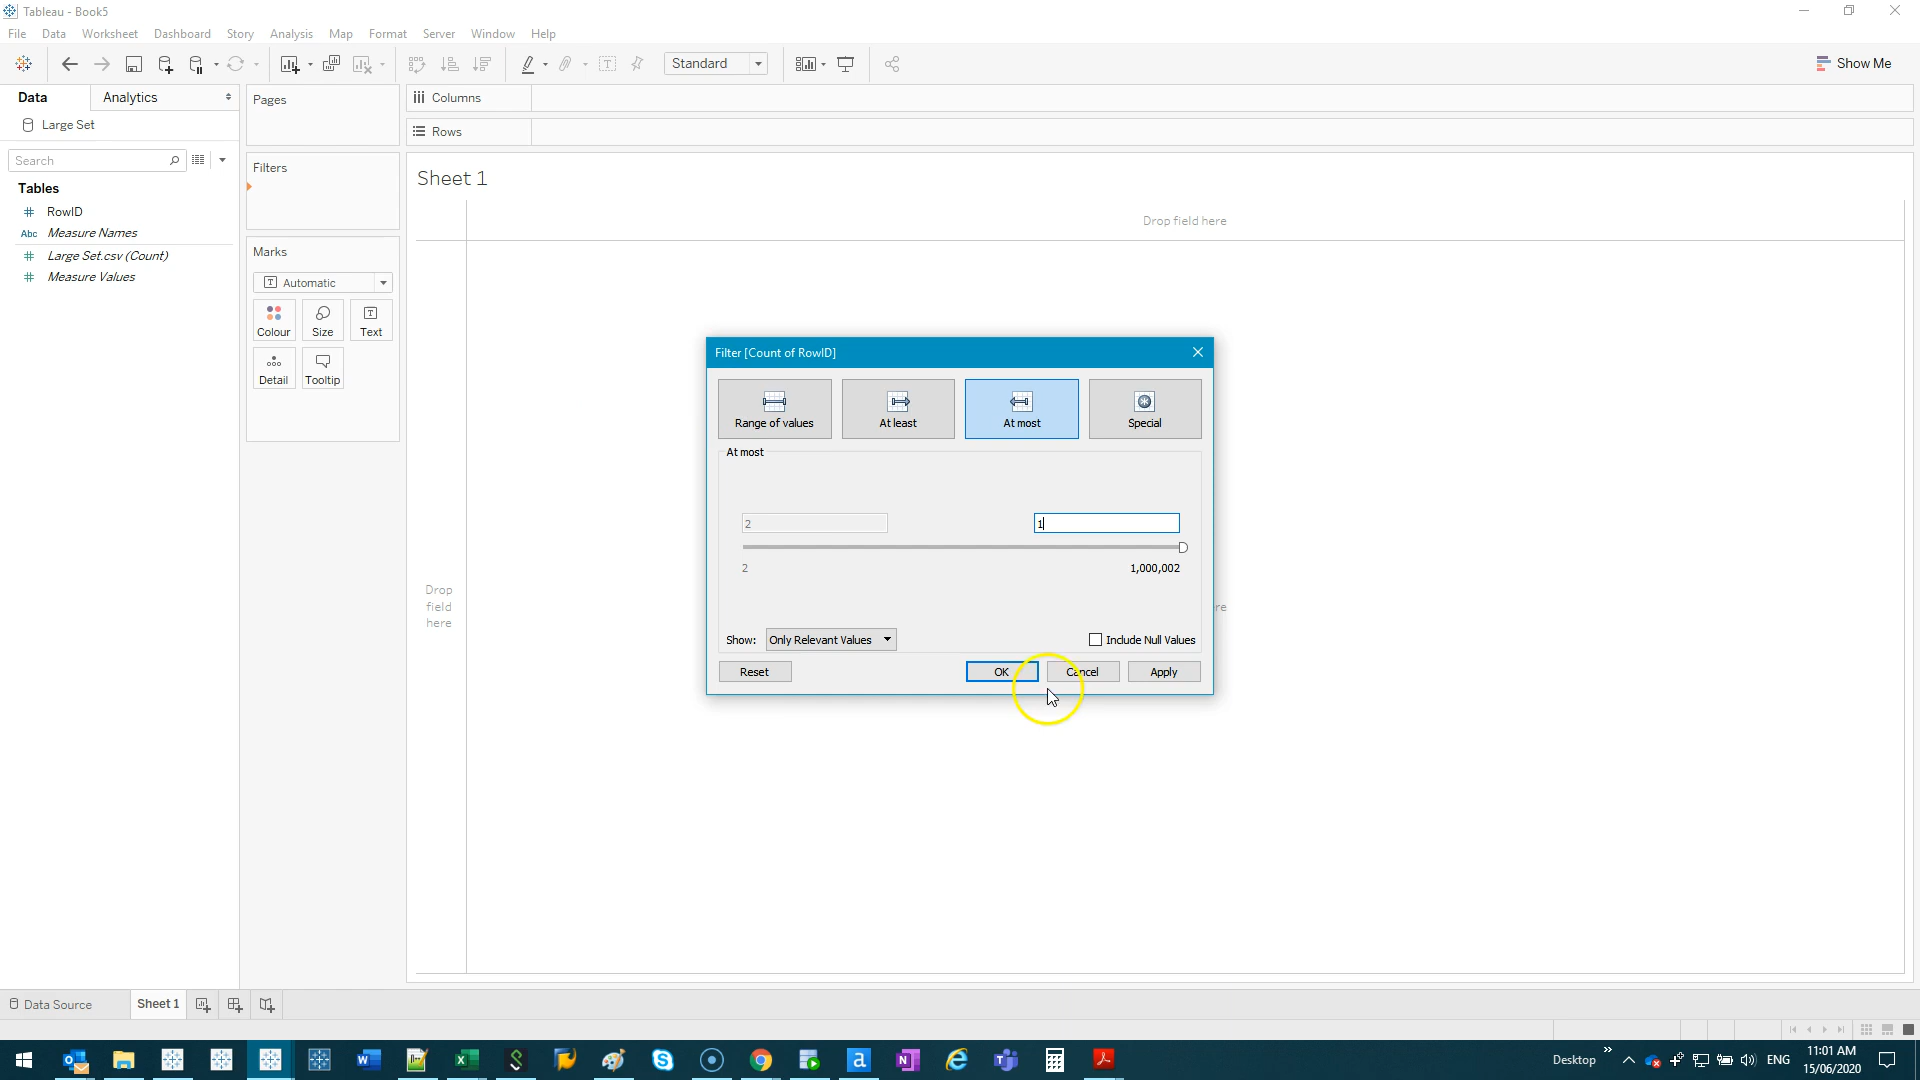 Tableau - Book5
File Data Worksheet Dashboard Story Analysis Map Format Server Window Help
Standard
Show Me
Data Analytics
Pages
Columns
Large Set
Rows
Search
Filters
Tables
Sheet 1
RowID
Abc Measure Names
Drop field here
Large Set.csv (Count)
Marks
Measure Values
Automatic
Colour Size Text
Detail Tooltip
Filter [Count of RowID]
Range of values At least At most Special
At most
2 1
2 1,000,002
Drop
field
here
re
Show: Only Relevant Values Include Null Values
Reset OK Cancel Apply
Data Source Sheet 1
Desktop ENG 11:01 AM
15/06/2020